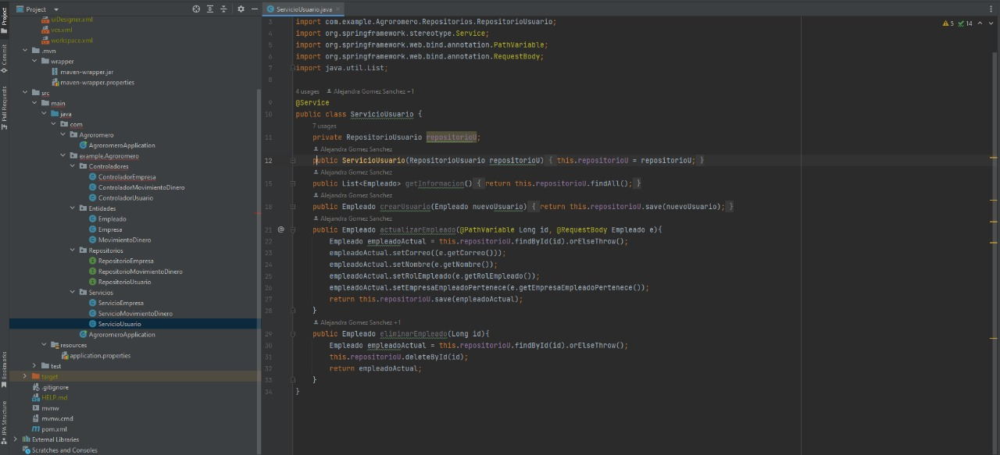 Project
ServicioUsuario.java
5
14
Project
Commit
Pull Requests
Bookmarks
JPA Structure
uiDesigner.xml
vcs.xml
workspace.xml
.mvn
wrapper
maven-wrapper.jar
maven-wrapper.properties
src
main
java
com
Agroromero
AgroromeroApplication
example.Agroromero
Controladores
ControladorEmpresa
ControladorMovimientoDinero
ControladorUsuario
Entidades
Empleado
Empresa
MovimientoDinero
Repositorios
RepositorioEmpresa
RepositorioMovimientoDinero
RepositorioUsuario
Servicios
ServicioEmpresa
ServicioMovimientoDinero
ServicioUsuario
AgroromeroApplication
resources
application.properties
test
target
.gitignore
HELP.md
mvnw
mvnw.cmd
pom.xml
External Libraries
Scratches and Consoles
3 import com.example.Agroromero.Repositorios.RepositorioUsuario;
4 import org.springframework.stereotype.Service;
5 import org.springframework.web.bind.annotation.PathVariable;
6 import org.springframework.web.bind.annotation.RequestBody;
7 import java.util.List;
8
4 usages Alejandra Gomez Sanchez +1
9 @Service
10 public class ServicioUsuario {
7 usages
11 private RepositorioUsuario repositorioU;
Alejandra Gomez Sanchez
12 public ServicioUsuario(RepositorioUsuario repositorioU) { this.repositorioU = repositorioU; }
Alejandra Gomez Sanchez
15 public List<Empleado> getInformacion() { return this.repositorioU.findAll(); }
Alejandra Gomez Sanchez
18 public Empleado crearUsuario(Empleado nuevoUsuario) { return this.repositorioU.save(nuevoUsuario); }
Alejandra Gomez Sanchez
21 @ public Empleado actualizarEmpleado(@PathVariable Long id, @RequestBody Empleado e){
22 Empleado empleadoActual = this.repositorioU.findById(id).orElseThrow();
23 empleadoActual.setCorreo((e.getCorreo()));
24 empleadoActual.setNombre(e.getNombre());
25 empleadoActual.setRolEmpleado(e.getRolEmpleado());
26 empleadoActual.setEmpresaEmpleadoPertenece(e.getEmpresaEmpleadoPertenece());
27 return this.repositorioU.save(empleadoActual);
28 }
Alejandra Gomez Sanchez +1
29 public Empleado eliminarEmpleado(Long id){
30 Empleado empleadoActual = this.repositorioU.findById(id).orElseThrow();
31 this.repositorioU.deleteById(id);
32 return empleadoActual;
33 }
34 }